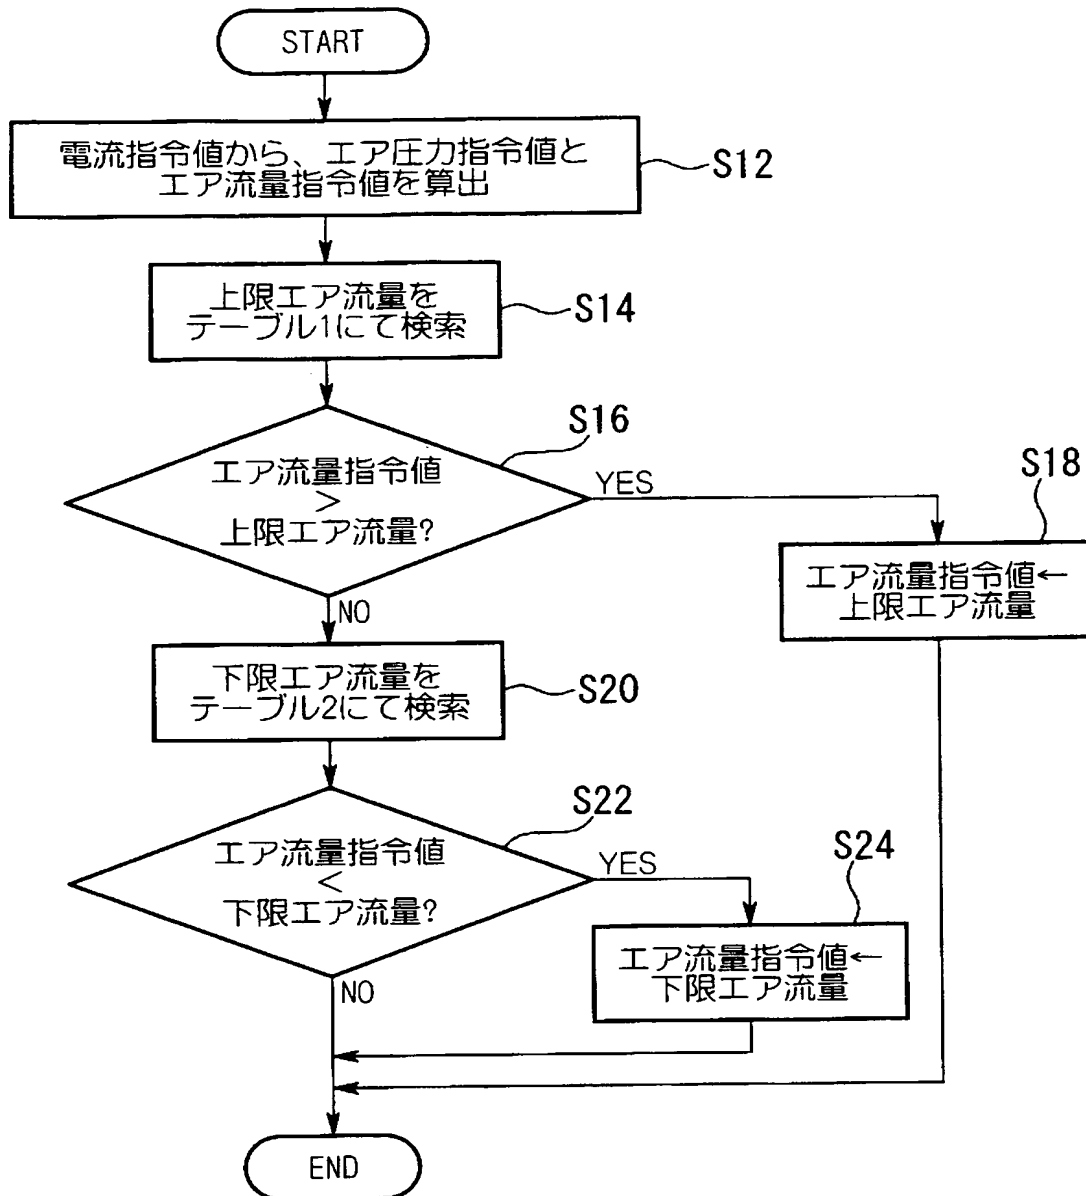 START
電流指令値から、エア圧力指令値と
エア流量指令値を算出
S12
上限エア流量を
テーブル1にて検索
S14
S16
エア流量指令値
>
上限エア流量?
YES
S18
エア流量指令値←
上限エア流量
NO
下限エア流量を
テーブル2にて検索
S20
S22
エア流量指令値
<
下限エア流量?
YES
S24
エア流量指令値←
下限エア流量
NO
END